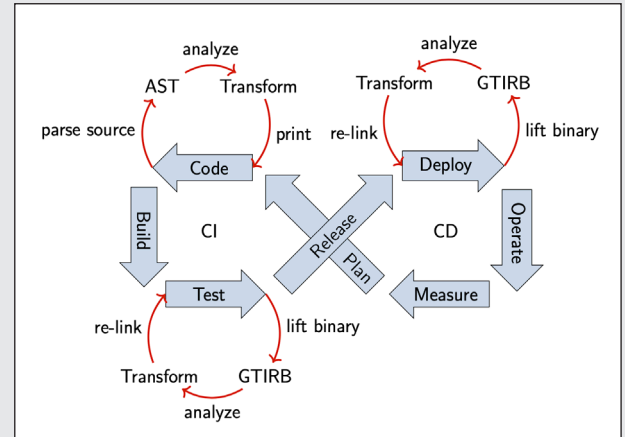 analyze
AST
Transform
parse source
print
Code
analyze
Transform
GTIRB
re-link
lift binary
Deploy
Build
CI
Release
Plan
CD
Operate
Test
Measure
re-link
lift binary
Transform
GTIRB
analyze